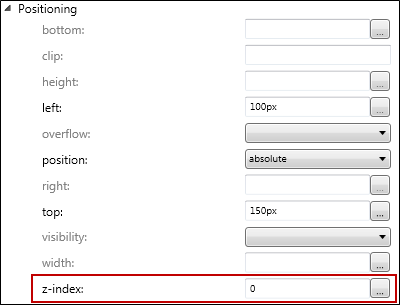 Positioning
bottom: ...
clip:
height: ...
left: 100px ...
overflow:
position: absolute
right: ...
top: 150px ...
visibility:
width: ...
z-index: 0 ...